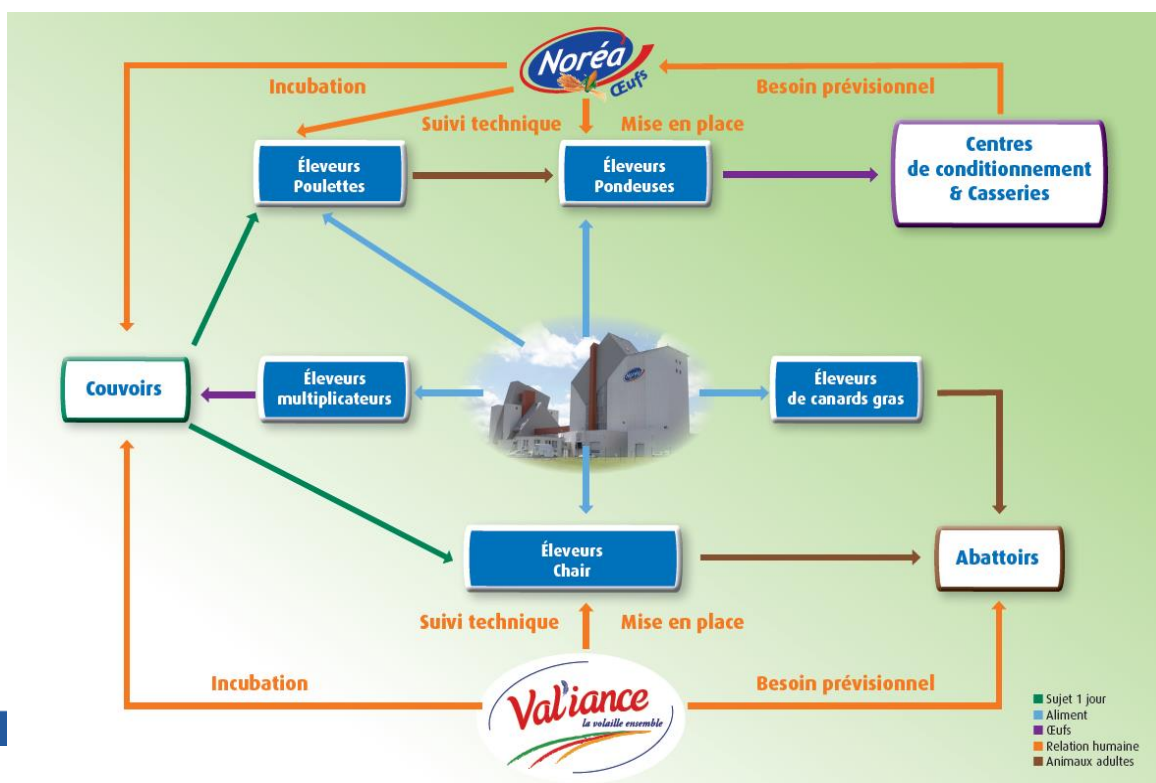 Noréa
Œufs
Incubation
Besoin prévisionnel
Suivi technique
Mise en place
Éleveurs
Poulettes
Éleveurs
Pondeuses
Centres
de conditionnement
& Casseries
Couvoirs
Éleveurs
multiplicateurs
Noréa
Éleveurs
de canards gras
Éleveurs
Chair
Abattoirs
Suivi technique
Mise en place
Incubation
Val'iance
la volaille ensemble
Besoin prévisionnel
Sujet 1 jour
Aliment
Œufs
Relation humaine
Animaux adultes